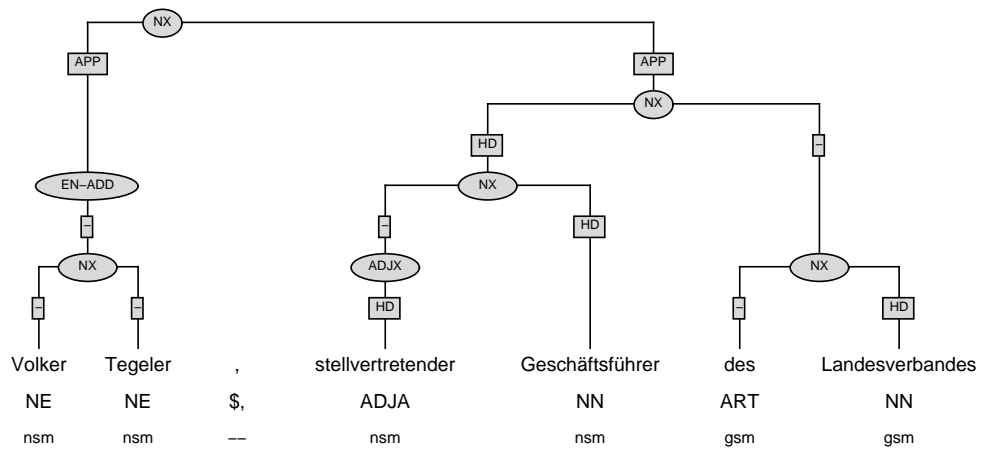 NX
APP APP
NX
HD –
EN–ADD NX
– – HD
NX ADJX NX
– – HD – HD
Volker Tegeler , stellvertretender Geschäftsführer des Landesverbandes
NE NE $, ADJA NN ART NN
nsm nsm −− nsm nsm gsm gsm